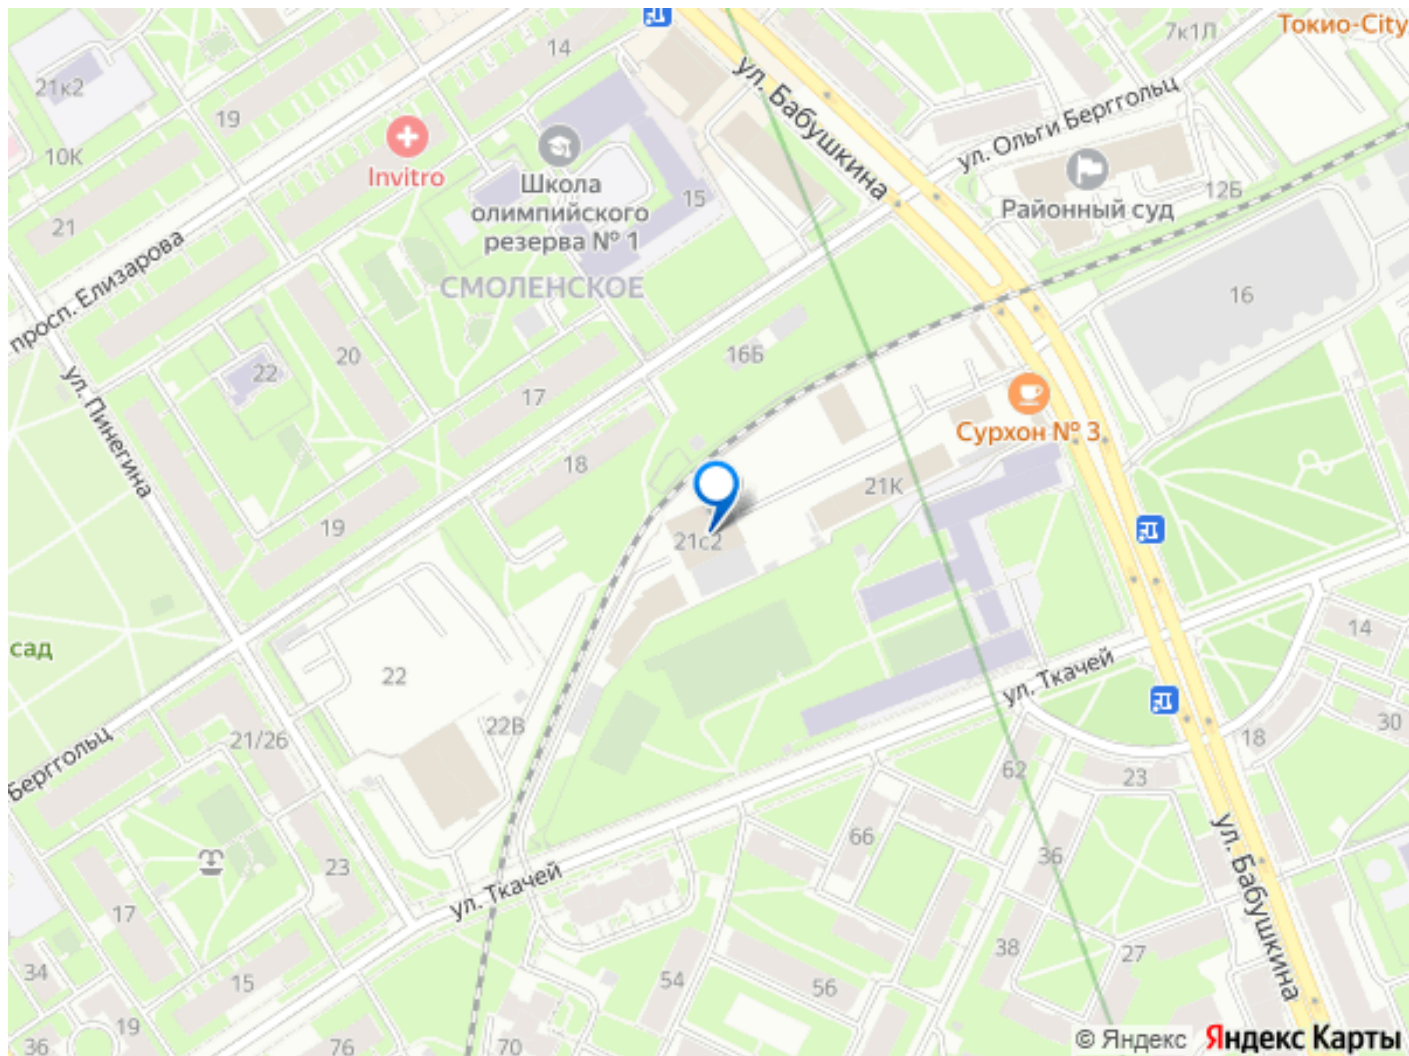 Токио-City
7к1Л
14
21к2
ул. Бабушкина
19
ул. Ольги Берггольц
Invitro
10К
Школа
олимпийского
резерва № 1
15
12Б
Районный суд
21
просп. Елизарова
СМОЛЕНСКОЕ
16
16Б
20
22
17
ул. Пинегина
Сурхон № 3
18
21К
19
21с2
сад
22
ул. Ткачей
14
22В
21/26
30
18
Берггольц
62
23
66
36
ул. Бабушкина
23
ул. Ткачей
17
38
27
34
15
54
56
19
36
76
70
© Яндекс Яндекс Карты